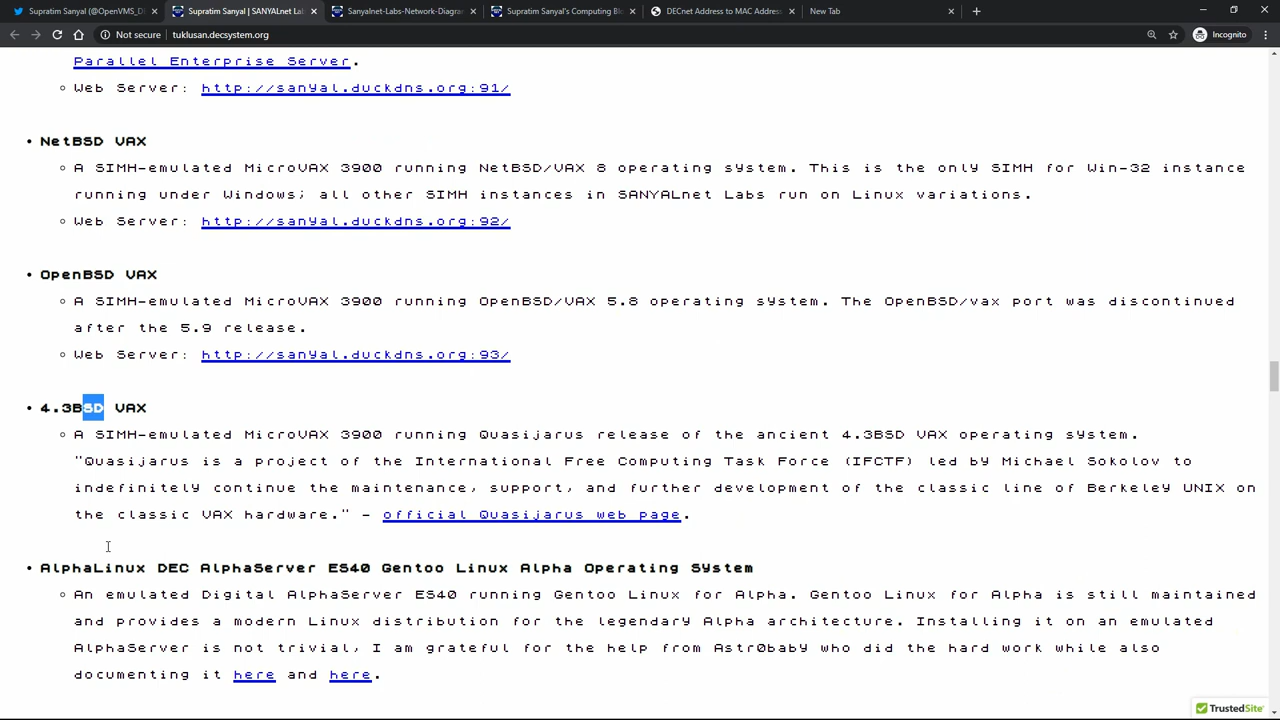 Supratim Sanyal (@OpenVMS_D
Supratim Sanyal | SANYALnet La
Sanyalnet-Labs-Network-Diagra
Supratim Sanyal's Computing Bl
DECnet Address to MAC Address
New Tab
Not secure
tuklusan.decsystem.org
Incognito
Parallel Enterprise Server.
Web Server: http://sanyal.duckdns.org:91/
NetBSD VAX
A SIMH-emulated MicroVAX 3900 running NetBSD/VAX 8 operating system. This is the only SIMH for Win-32 instance
running under Windows; all other SIMH instances in SANYALnet Labs run on Linux variations.
Web Server: http://sanyal.duckdns.org:92/
OpenBSD VAX
A SIMH-emulated MicroVAX 3900 running OpenBSD/VAX 5.8 operating system. The OpenBSD/vax port was discontinued
after the 5.9 release.
Web Server: http://sanyal.duckdns.org:93/
4.3BSD VAX
A SIMH-emulated MicroVAX 3900 running Quasijarus release of the ancient 4.3BSD VAX operating system.
"Quasijarus is a project of the International Free Computing Task Force (IFCTF) led by Michael Sokolov to
indefinitely continue the maintenance, support, and further development of the classic line of Berkeley UNIX on
the classic VAX hardware." - official Quasijarus web page.
AlphaLinux DEC AlphaServer ES40 Gentoo Linux Alpha Operating System
An emulated Digital AlphaServer ES40 running Gentoo Linux for Alpha. Gentoo Linux for Alpha is still maintained
and provides a modern Linux distribution for the legendary Alpha architecture. Installing it on an emulated
AlphaServer is not trivial, I am grateful for the help from Astr0baby who did the hard work while also
documenting it here and here.
TrustedSite